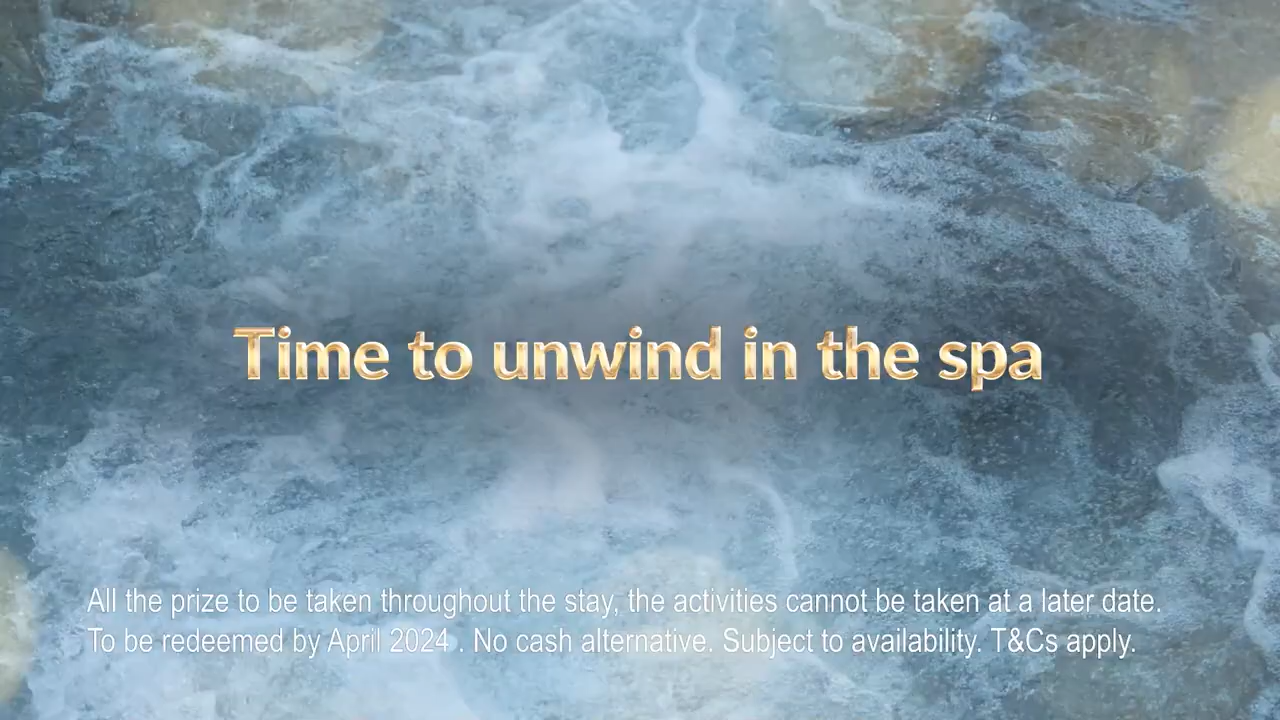 Time to unwind in the spa
All the prize to be taken throughout the stay, the activities cannot be taken at a later date.
To be redeemed by April 2024 . No cash alternative. Subject to availability. T&Cs apply.